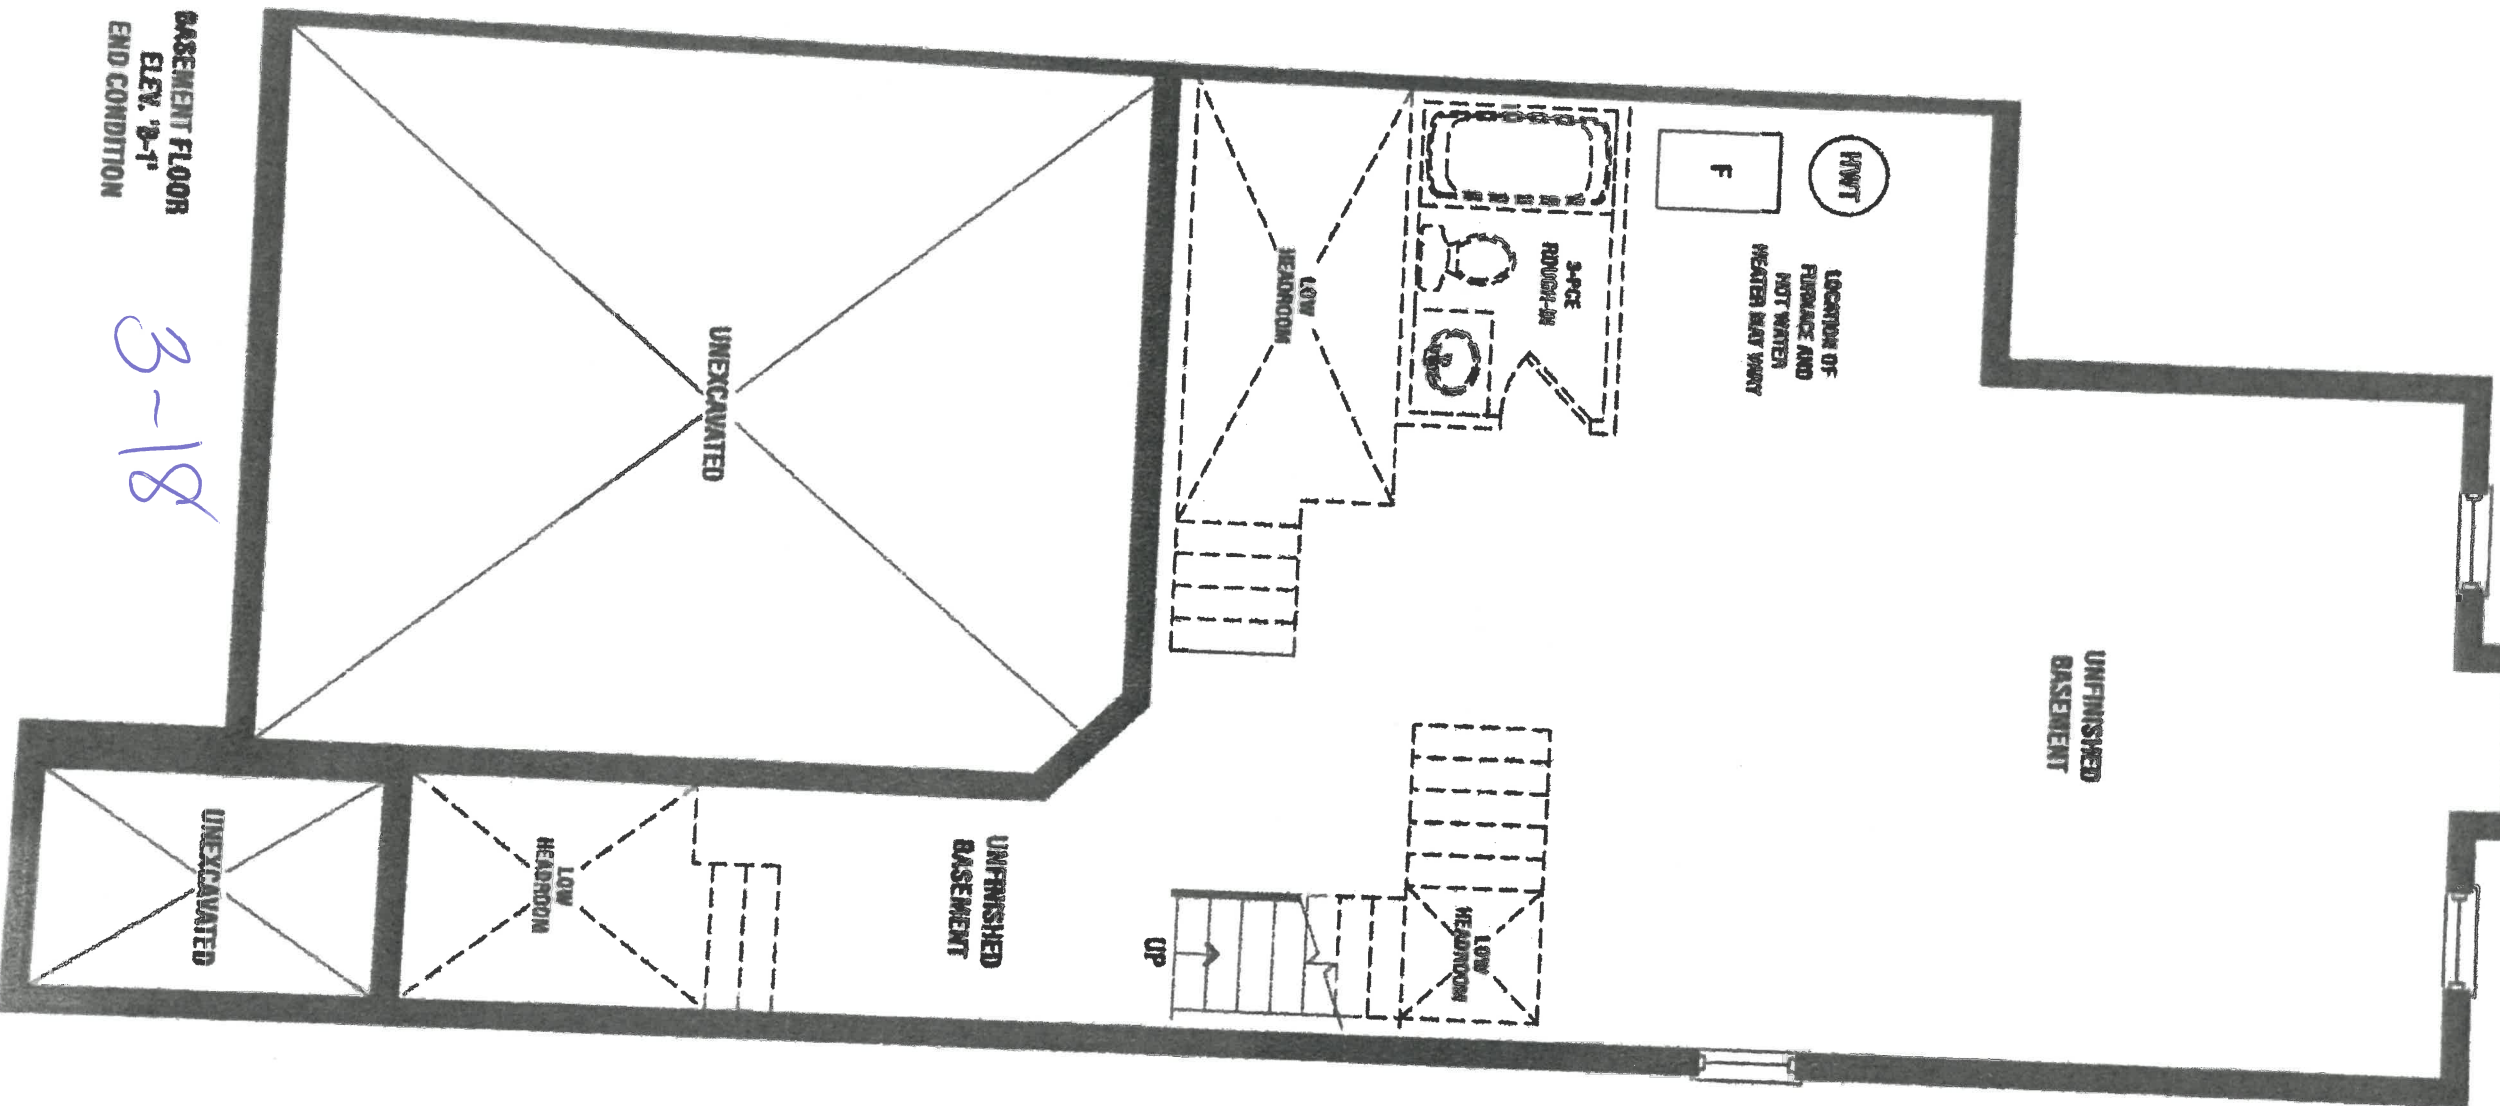 UNFINISHED
BASEMENT
HWT
F
LOCATION OF
FURNACE AND
HOT WATER
HEATER MAY VARY
3-PCE
ROUGH-IN
LOW
HEADROOM
LOW
HEADROOM
UP
UNFINISHED
BASEMENT
UNEXCAVATED
LOW
HEADROOM
UNEXCAVATED
BASEMENT FLOOR
ELEV. 'B-1'
END CONDITION
3-18